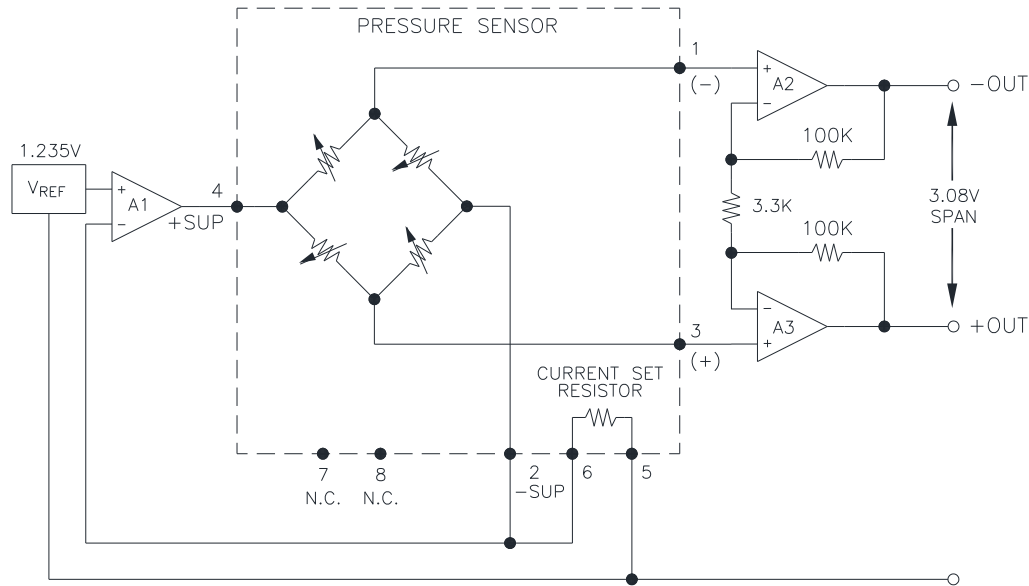 PRESSURE SENSOR
1
(-)
+
A2
-
-OUT
100K
1.235V
VREF
+
A1
-
4
+SUP
3.3K
3.08V
SPAN
100K
-
A3
+
+OUT
3
(+)
CURRENT SET
RESISTOR
7
N.C.
8
N.C.
2
-SUP
6
5